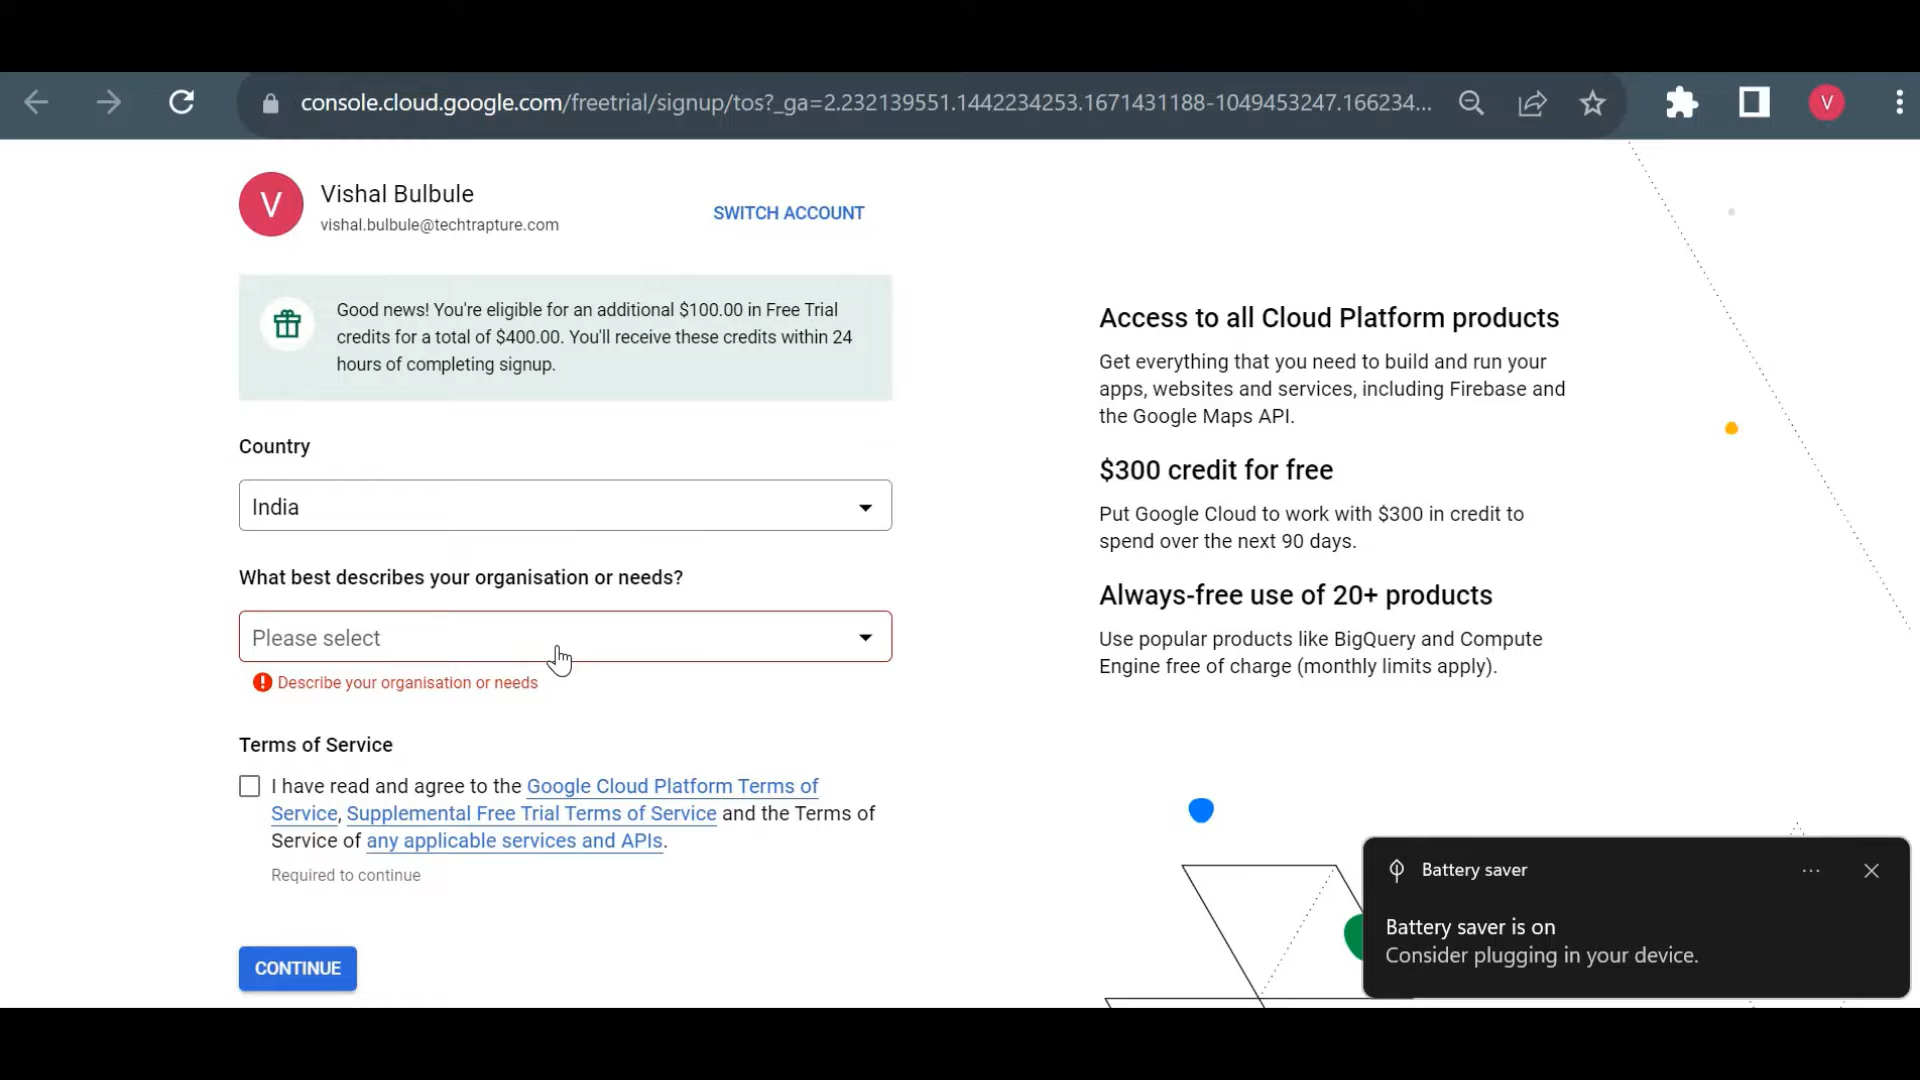 console.cloud.google.com/freetrial/signup/tos?_ga=2.232139551.1442234253.1671431188-1049453247.166234...
V
V
Vishal Bulbule
vishal.bulbule@techtrapture.com
SWITCH ACCOUNT
Good news! You're eligible for an additional $100.00 in Free Trial
credits for a total of $400.00. You'll receive these credits within 24
hours of completing signup.
Country
India
What best describes your organisation or needs?
Please select
Describe your organisation or needs
Terms of Service
I have read and agree to the Google Cloud Platform Terms of
Service, Supplemental Free Trial Terms of Service and the Terms of
Service of any applicable services and APIs.
Required to continue
CONTINUE
Access to all Cloud Platform products
Get everything that you need to build and run your
apps, websites and services, including Firebase and
the Google Maps API.
$300 credit for free
Put Google Cloud to work with $300 in credit to
spend over the next 90 days.
Always-free use of 20+ products
Use popular products like BigQuery and Compute
Engine free of charge (monthly limits apply).
Battery saver
Battery saver is on
Consider plugging in your device.